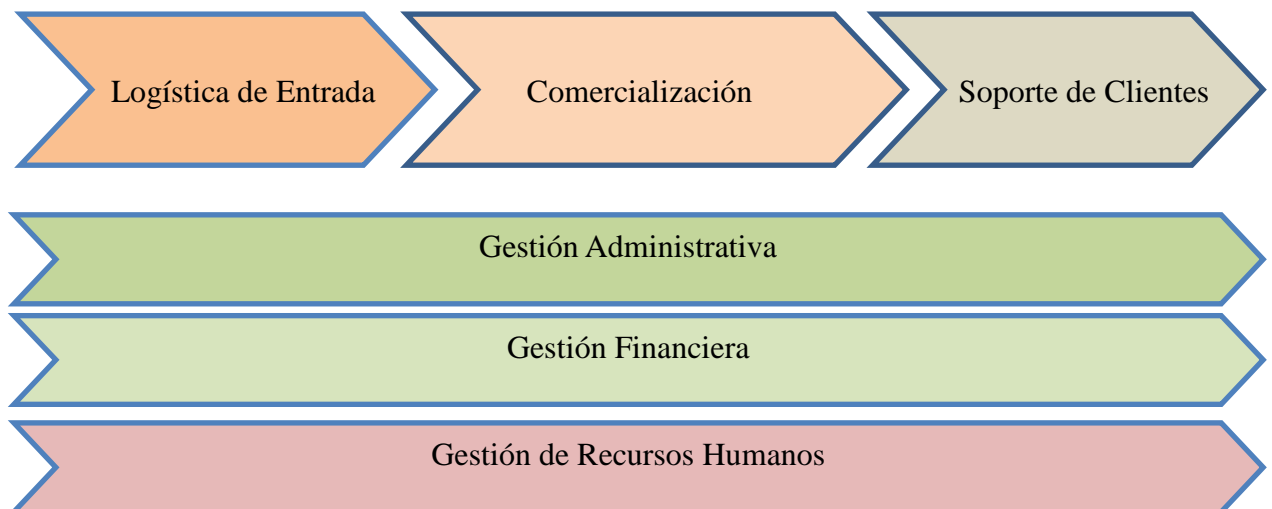 Logística de Entrada
Comercialización
Soporte de Clientes
Gestión Administrativa
Gestión Financiera
Gestión de Recursos Humanos